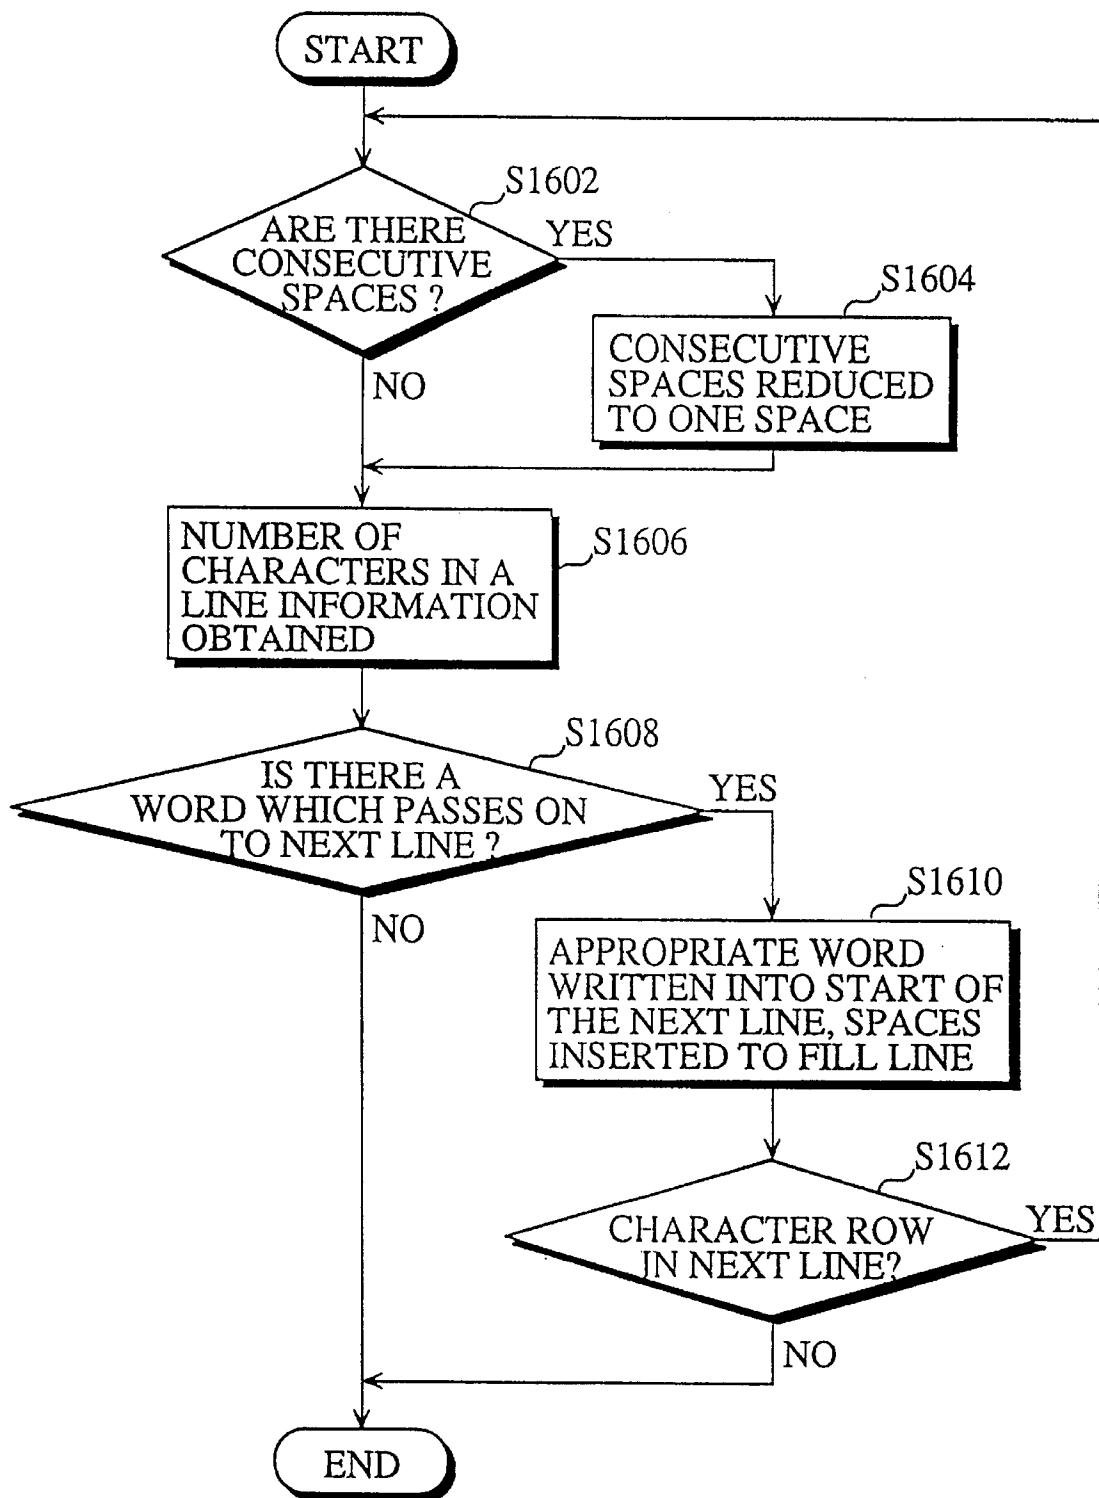 START
S1602
ARE THERE
CONSECUTIVE
SPACES ?
YES
S1604
CONSECUTIVE
SPACES REDUCED
TO ONE SPACE
NO
S1606
NUMBER OF
CHARACTERS IN A
LINE INFORMATION
OBTAINED
S1608
IS THERE A
WORD WHICH PASSES ON
TO NEXT LINE ?
YES
S1610
NO
APPROPRIATE WORD
WRITTEN INTO START OF
THE NEXT LINE, SPACES
INSERTED TO FILL LINE
S1612
CHARACTER ROW
IN NEXT LINE?
YES
NO
END